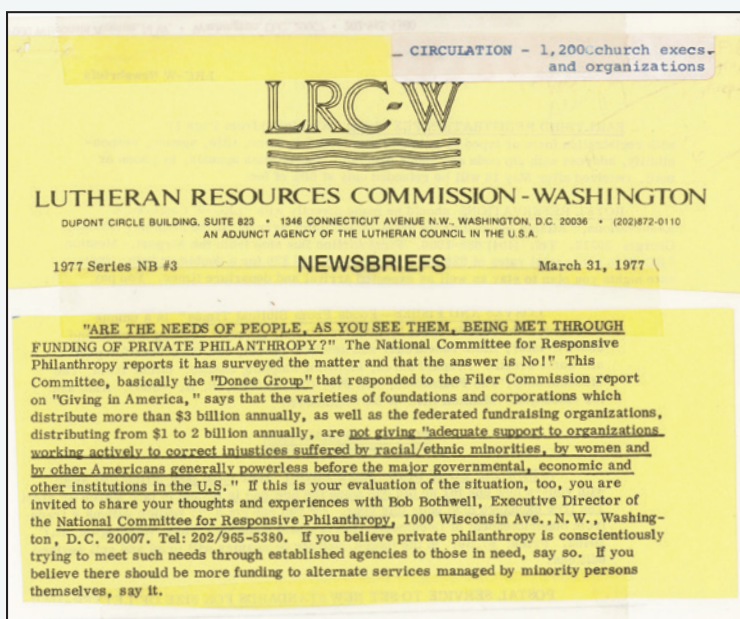 CIRCULATION - 1,200 church execs.
and organizations
LRC-W
LUTHERAN RESOURCES COMMISSION - WASHINGTON
DUPONT CIRCLE BUILDING, SUITE 823 • 1346 CONNECTICUT AVENUE N.W., WASHINGTON, D.C. 20036 • (202)872-0110
AN ADJUNCT AGENCY OF THE LUTHERAN COUNCIL IN THE U.S.A.
1977 Series NB #3 NEWSBRIEFS March 31, 1977
"ARE THE NEEDS OF PEOPLE, AS YOU SEE THEM, BEING MET THROUGH
FUNDING OF PRIVATE PHILANTHROPY?" The National Committee for Responsive
Philanthropy reports it has surveyed the matter and that the answer is No!" This
Committee, basically the "Donee Group" that responded to the Filer Commission report
on "Giving in America," says that the varieties of foundations and corporations which
distribute more than $3 billion annually, as well as the federated fundraising organizations,
distributing from $1 to 2 billion annually, are not giving "adequate support to organizations
working actively to correct injustices suffered by racial/ethnic minorities, by women and
by other Americans generally powerless before the major governmental, economic and
other institutions in the U.S." If this is your evaluation of the situation, too, you are
invited to share your thoughts and experiences with Bob Bothwell, Executive Director of
the National Committee for Responsive Philanthropy, 1000 Wisconsin Ave., N.W., Washing-
ton, D.C. 20007. Tel: 202/965-5380. If you believe private philanthropy is conscientiously
trying to meet such needs through established agencies to those in need, say so. If you
believe there should be more funding to alternate services managed by minority persons
themselves, say it.